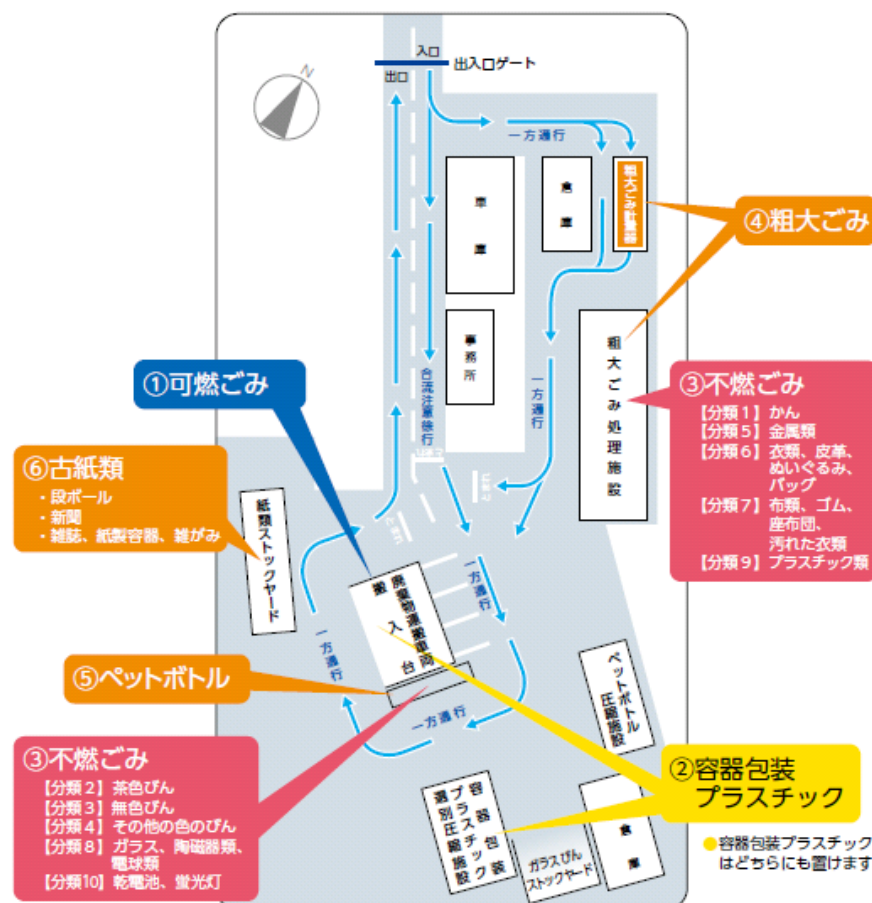 入口
出入口ゲート
出口
N
一方通行
粗大ごみ計量器
倉庫
車庫
④粗大ごみ
事務所
粗大ごみ処理施設
①可燃ごみ
合流注意徐行
一方通行
③不燃ごみ
【分類1】かん
【分類5】金属類
【分類6】衣類、皮革、
ぬいぐるみ、
バッグ
【分類7】布類、ゴム、
座布団、
汚れた衣類
【分類9】プラスチック類
⑥古紙類
・段ボール
・新聞
・雑誌、紙製容器、雑がみ
止まれ
止まれ
止まれ
紙類ストックヤード
一方通行
廃棄物運搬車両
搬入台
一方通行
⑤ペットボトル
一方通行
ペットボトル
圧縮施設
③不燃ごみ
【分類2】茶色びん
【分類3】無色びん
【分類4】その他の色のびん
【分類8】ガラス、陶磁器類、
電球類
【分類10】乾電池、蛍光灯
②容器包装
プラスチック
容器包装
プラスチック
選別圧縮施設
ガラスびん
ストックヤード
倉庫
●容器包装プラスチック
はどちらにも置けます